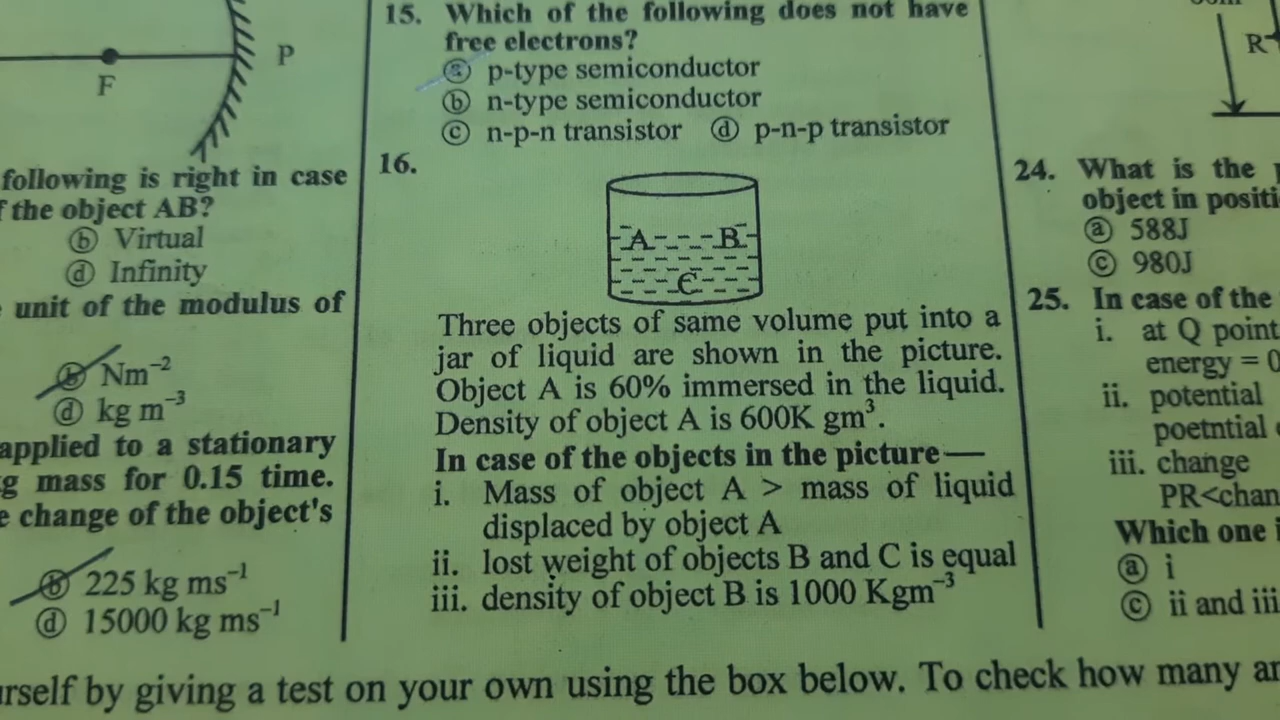 P
F
following is right in case
f the object AB?
ⓑ Virtual
ⓓ Infinity
unit of the modulus of
ⓑ Nm⁻²
ⓓ kg m⁻³
applied to a stationary
g mass for 0.15 time.
e change of the object's
ⓑ 225 kg ms⁻¹
ⓓ 15000 kg ms⁻¹
15. Which of the following does not have
free electrons?
ⓐ p-type semiconductor
ⓑ n-type semiconductor
ⓒ n-p-n transistor ⓓ p-n-p transistor
16.
A B
C
Three objects of same volume put into a
jar of liquid are shown in the picture.
Object A is 60% immersed in the liquid.
Density of object A is 600K gm³.
In case of the objects in the picture—
i. Mass of object A > mass of liquid
displaced by object A
ii. lost weight of objects B and C is equal
iii. density of object B is 1000 Kgm⁻³
R
24. What is the
object in positi
ⓐ 588J
ⓒ 980J
25. In case of the
i. at Q point
energy = 0
ii. potential
poetntial
iii. change
PR<chan
Which one i
ⓐ i
ⓒ ii and iii
urself by giving a test on your own using the box below. To check how many an